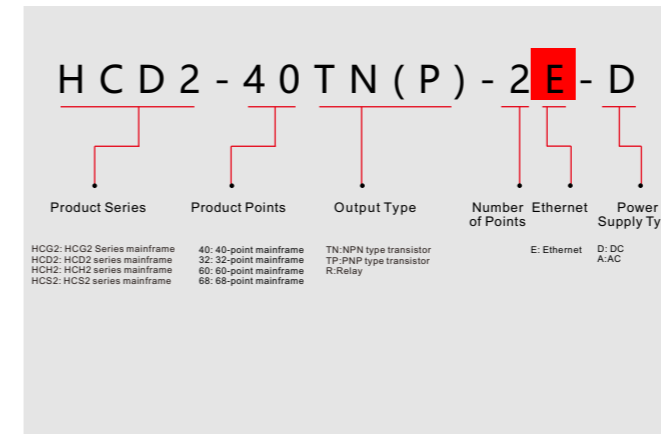 HCD2-40TN(P)-2E-D
Product Series
Product Points
Output Type
Number of Points
Ethernet
Power Supply Ty
HCG2: HCG2 Series mainframe
HCD2: HCD2 series mainframe
HCH2: HCH2 series mainframe
HCS2: HCS2 series mainframe
40: 40-point mainframe
32: 32-point mainframe
60: 60-point mainframe
68: 68-point mainframe
TN:NPN type transistor
TP:PNP type transistor
R:Relay
E: Ethernet
D: DC
A:AC